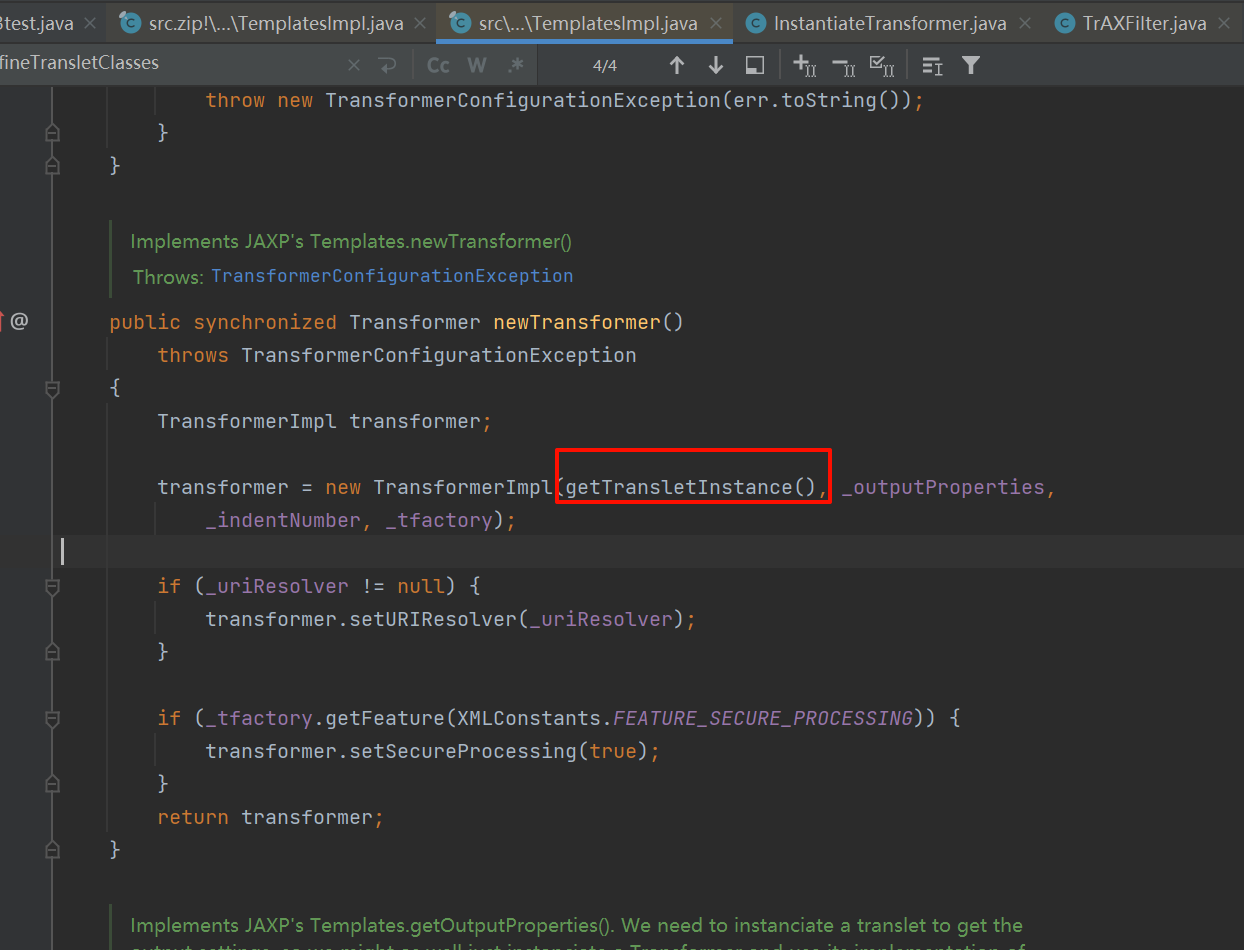 3test.java src.zip!\...\TemplatesImpl.java src\...\TemplatesImpl.java InstantiateTransformer.java TrAXFilter.java
fineTransletClasses Cc W .* 4/4
throw new TransformerConfigurationException(err.toString());
}
}
Implements JAXP's Templates.newTransformer()
Throws: TransformerConfigurationException
@ public synchronized Transformer newTransformer()
throws TransformerConfigurationException
{
TransformerImpl transformer;
transformer = new TransformerImpl(getTransletInstance(), _outputProperties,
_indentNumber, _tfactory);
if (_uriResolver != null) {
transformer.setURIResolver(_uriResolver);
}
if (_tfactory.getFeature(XMLConstants.FEATURE_SECURE_PROCESSING)) {
transformer.setSecureProcessing(true);
}
return transformer;
}
Implements JAXP's Templates.getOutputProperties(). We need to instanciate a translet to get the